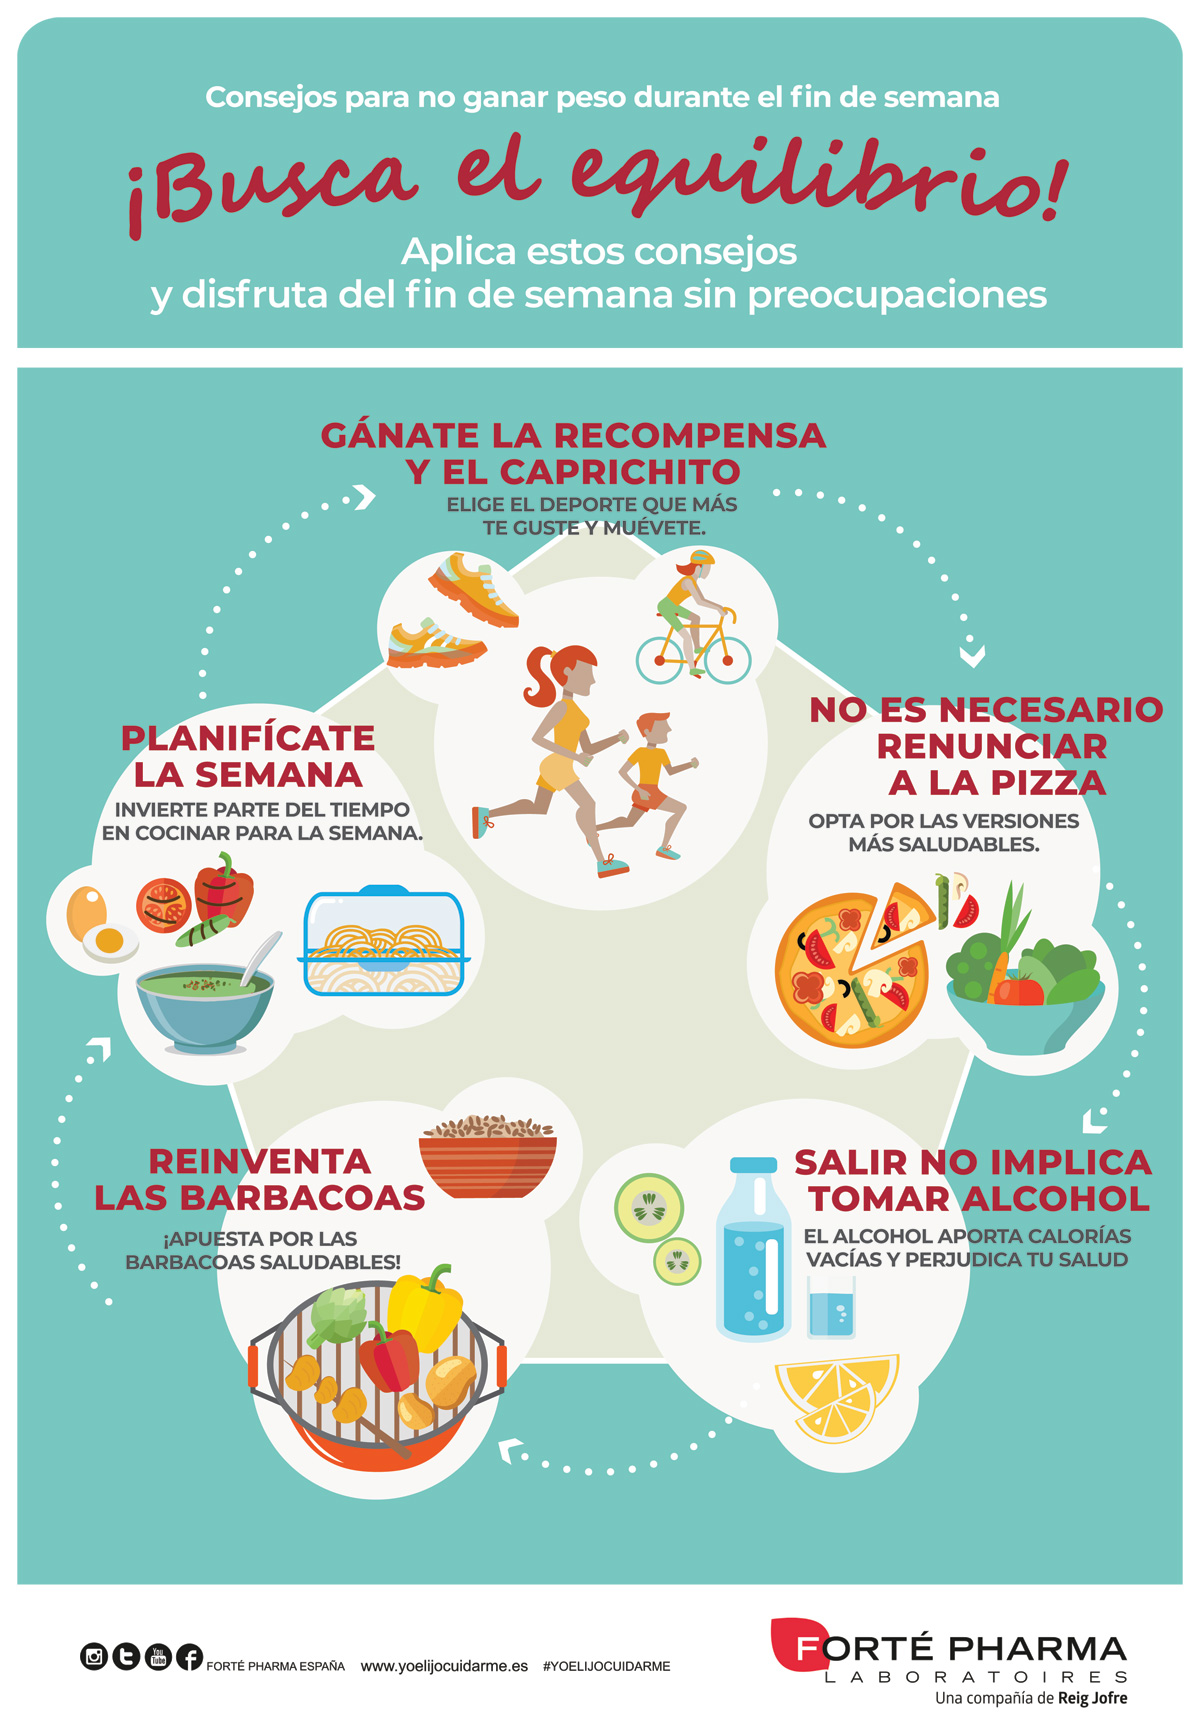 Consejos para no ganar peso durante el fin de semana
¡Busca el equilibrio!
Aplica estos consejos
y disfruta del fin de semana sin preocupaciones
GÁNATE LA RECOMPENSA
Y EL CAPRICHITO
ELIGE EL DEPORTE QUE MÁS
TE GUSTE Y MUÉVETE.
NO ES NECESARIO
RENUNCIAR
A LA PIZZA
OPTA POR LAS VERSIONES
MÁS SALUDABLES.
SALIR NO IMPLICA
TOMAR ALCOHOL
EL ALCOHOL APORTA CALORÍAS
VACÍAS Y PERJUDICA TU SALUD
REINVENTA
LAS BARBACOAS
¡APUESTA POR LAS
BARBACOAS SALUDABLES!
PLANIFÍCATE
LA SEMANA
INVIERTE PARTE DEL TIEMPO
EN COCINAR PARA LA SEMANA.
You
Tube
FORTÉ PHARMA ESPAÑA www.yoelijocuidarme.es #YOELIJOCUIDARME
FORTÉ PHARMA
LABORATOIRES
Una compañía de Reig Jofre